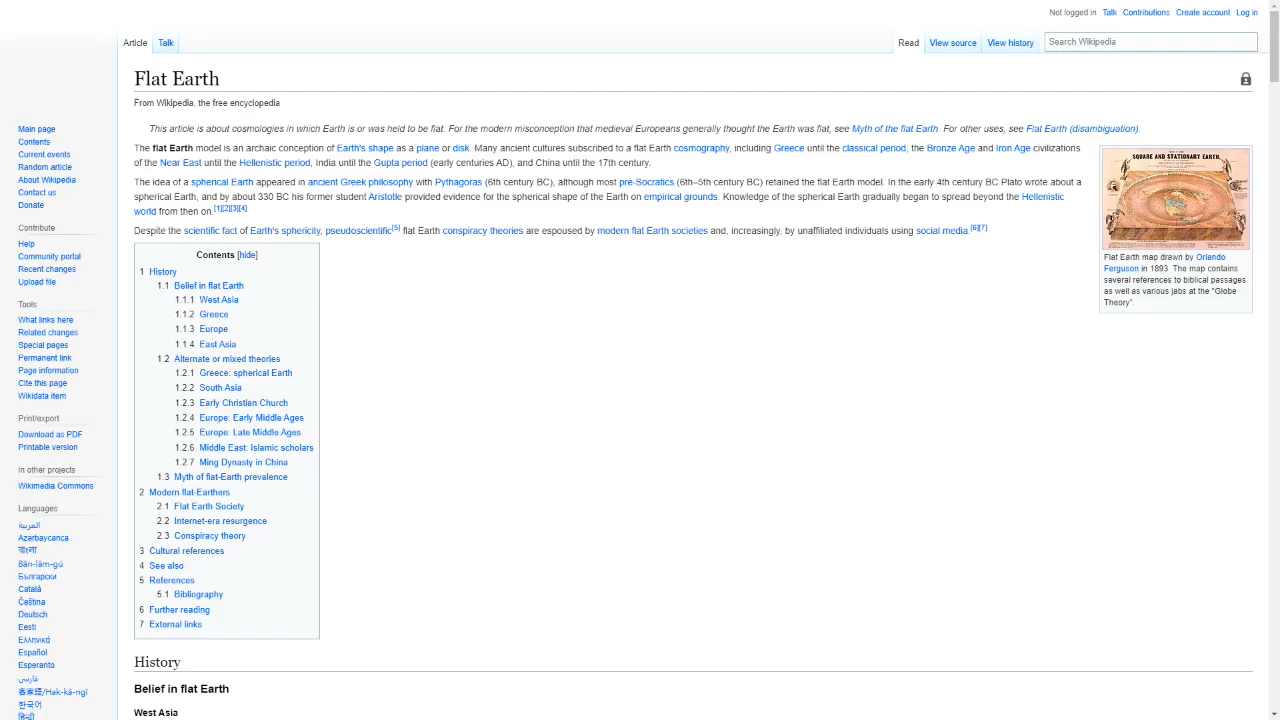 Not logged in Talk Contributions Create account Log in
Article Talk Read View source View history Search Wikipedia
Flat Earth
From Wikipedia, the free encyclopedia
This article is about cosmologies in which Earth is or was held to be flat. For the modern misconception that medieval Europeans generally thought the Earth was flat, see Myth of the flat Earth. For other uses, see Flat Earth (disambiguation).
The flat Earth model is an archaic conception of Earth's shape as a plane or disk. Many ancient cultures subscribed to a flat Earth cosmography, including Greece until the classical period, the Bronze Age and Iron Age civilizations
of the Near East until the Hellenistic period, India until the Gupta period (early centuries AD), and China until the 17th century.
The idea of a spherical Earth appeared in ancient Greek philosophy with Pythagoras (6th century BC), although most pre-Socratics (6th–5th century BC) retained the flat Earth model. In the early 4th century BC Plato wrote about a
spherical Earth, and by about 330 BC his former student Aristotle provided evidence for the spherical shape of the Earth on empirical grounds. Knowledge of the spherical Earth gradually began to spread beyond the Hellenistic
world from then on.[1][2][3][4]
Despite the scientific fact of Earth's sphericity, pseudoscientific[5] flat Earth conspiracy theories are espoused by modern flat Earth societies and, increasingly, by unaffiliated individuals using social media.[6][7]
SQUARE AND STATIONARY EARTH.
Flat Earth map drawn by Orlando
Ferguson in 1893. The map contains
several references to biblical passages
as well as various jabs at the "Globe
Theory".
Contents [hide]
1 History
1.1 Belief in flat Earth
1.1.1 West Asia
1.1.2 Greece
1.1.3 Europe
1.1.4 East Asia
1.2 Alternate or mixed theories
1.2.1 Greece: spherical Earth
1.2.2 South Asia
1.2.3 Early Christian Church
1.2.4 Europe: Early Middle Ages
1.2.5 Europe: Late Middle Ages
1.2.6 Middle East: Islamic scholars
1.2.7 Ming Dynasty in China
1.3 Myth of flat-Earth prevalence
2 Modern flat-Earthers
2.1 Flat Earth Society
2.2 Internet-era resurgence
2.3 Conspiracy theory
3 Cultural references
4 See also
5 References
5.1 Bibliography
6 Further reading
7 External links
History
Belief in flat Earth
West Asia
Main page
Contents
Current events
Random article
About Wikipedia
Contact us
Donate
Contribute
Help
Community portal
Recent changes
Upload file
Tools
What links here
Related changes
Special pages
Permanent link
Page information
Cite this page
Wikidata item
Print/export
Download as PDF
Printable version
In other projects
Wikimedia Commons
Languages
العربية
Azərbaycanca
বাংলা
Bân-lâm-gú
Български
Català
Čeština
Deutsch
Eesti
Ελληνικά
Español
Esperanto
فارسی
客家語/Hak-kâ-ngî
한국어
हिन्दी